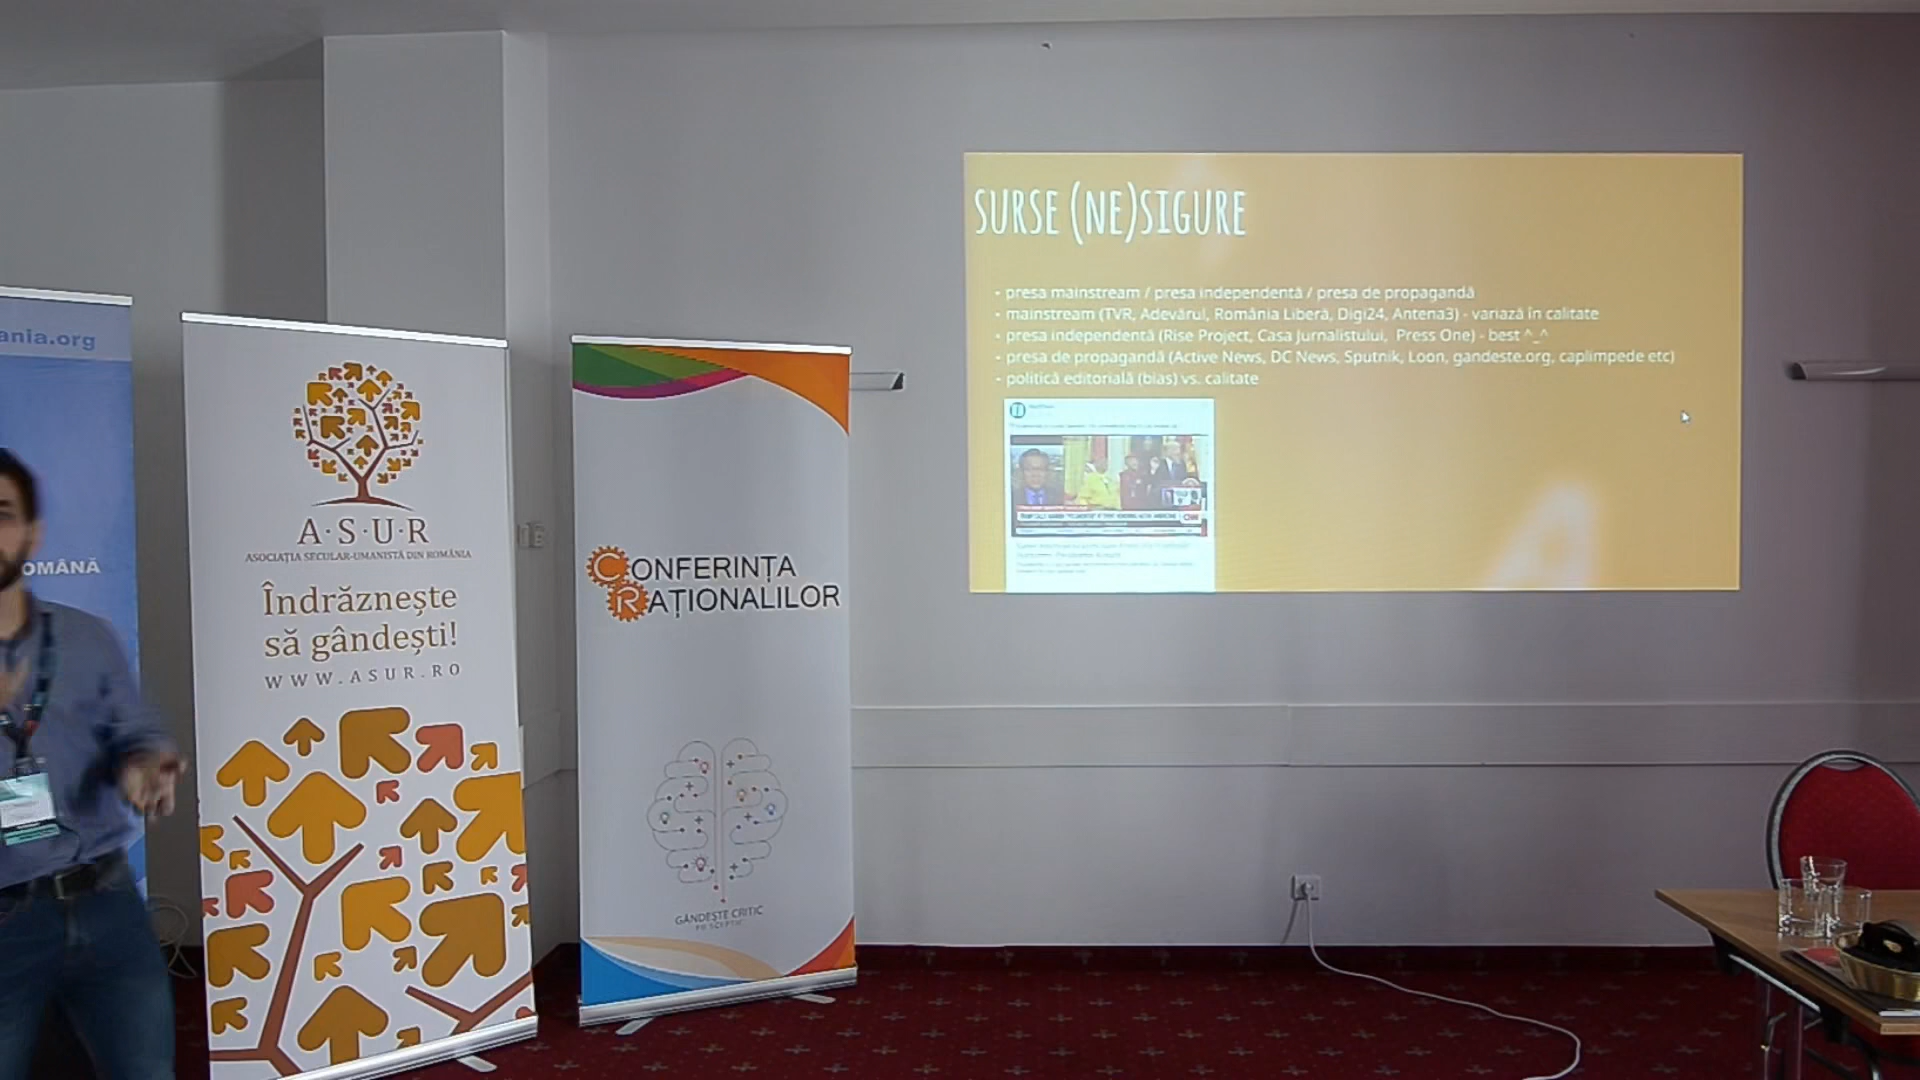 ania.org
OMÂNĂ
A·S·U·R
ASOCIAȚIA SECULAR-UMANISTĂ DIN ROMÂNIA
Îndrăznește
să gândești!
WWW.ASUR.RO
CONFERINȚA
RAȚIONALILOR
GÂNDEȘTE CRITIC
SURSE (NE)SIGURE
- presa mainstream / presa independentă / presa de propagandă
- mainstream (TVR, Adevărul, România Liberă, Digi24, Antena3) - variază în calitate
- presa independentă (Rise Project, Casa Jurnalistului, Press One) - best ^_^
- presa de propagandă (Active News, DC News, Sputnik, Loon, gandeste.org, caplimpede etc)
- politică editorială (bias) vs. calitate
CNN